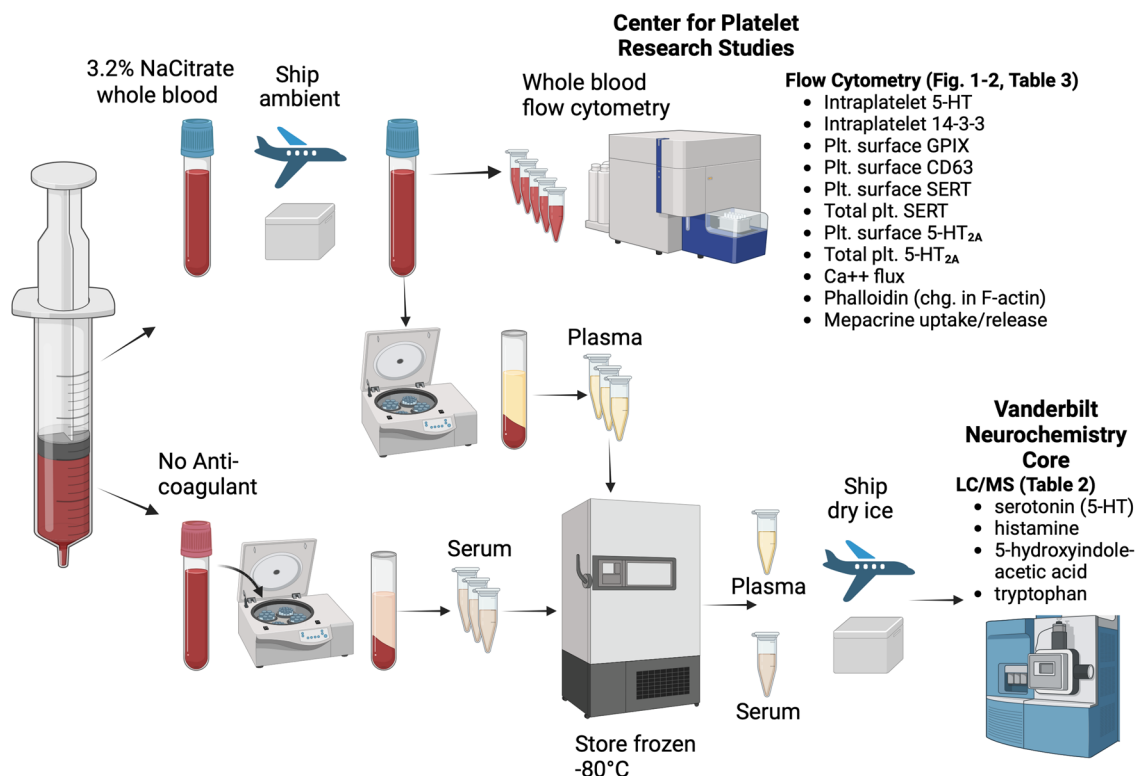 Center for Platelet
Research Studies
3.2% NaCitrate
whole blood
Ship
ambient
Whole blood
flow cytometry
Flow Cytometry (Fig. 1-2, Table 3)
• Intraplatelet 5-HT
• Intraplatelet 14-3-3
• Plt. surface GPIX
• Plt. surface CD63
• Plt. surface SERT
• Total plt. SERT
• Plt. surface 5-HT2A
• Total plt. 5-HT2A
• Ca++ flux
• Phalloidin (chg. in F-actin)
• Mepacrine uptake/release
Plasma
No Anti-
coagulant
Serum
Store frozen
-80°C
Ship
dry ice
Plasma
Serum
Vanderbilt
Neurochemistry
Core
LC/MS (Table 2)
• serotonin (5-HT)
• histamine
• 5-hydroxyindole-
acetic acid
• tryptophan